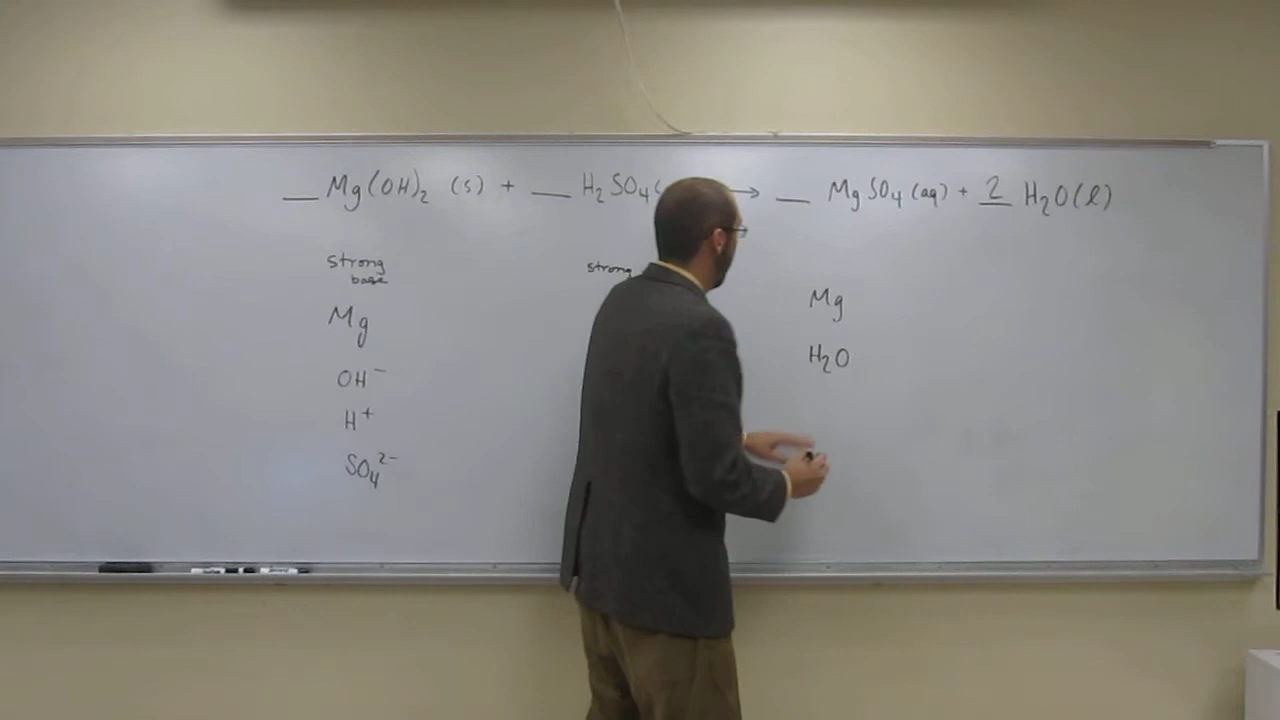 __ Mg(OH)₂ (s) + __ H₂SO₄( → __ MgSO₄(aq) + 2 H₂O(l)
strong
base
strong
Mg
OH⁻
H⁺
SO₄²⁻
Mg
H₂O